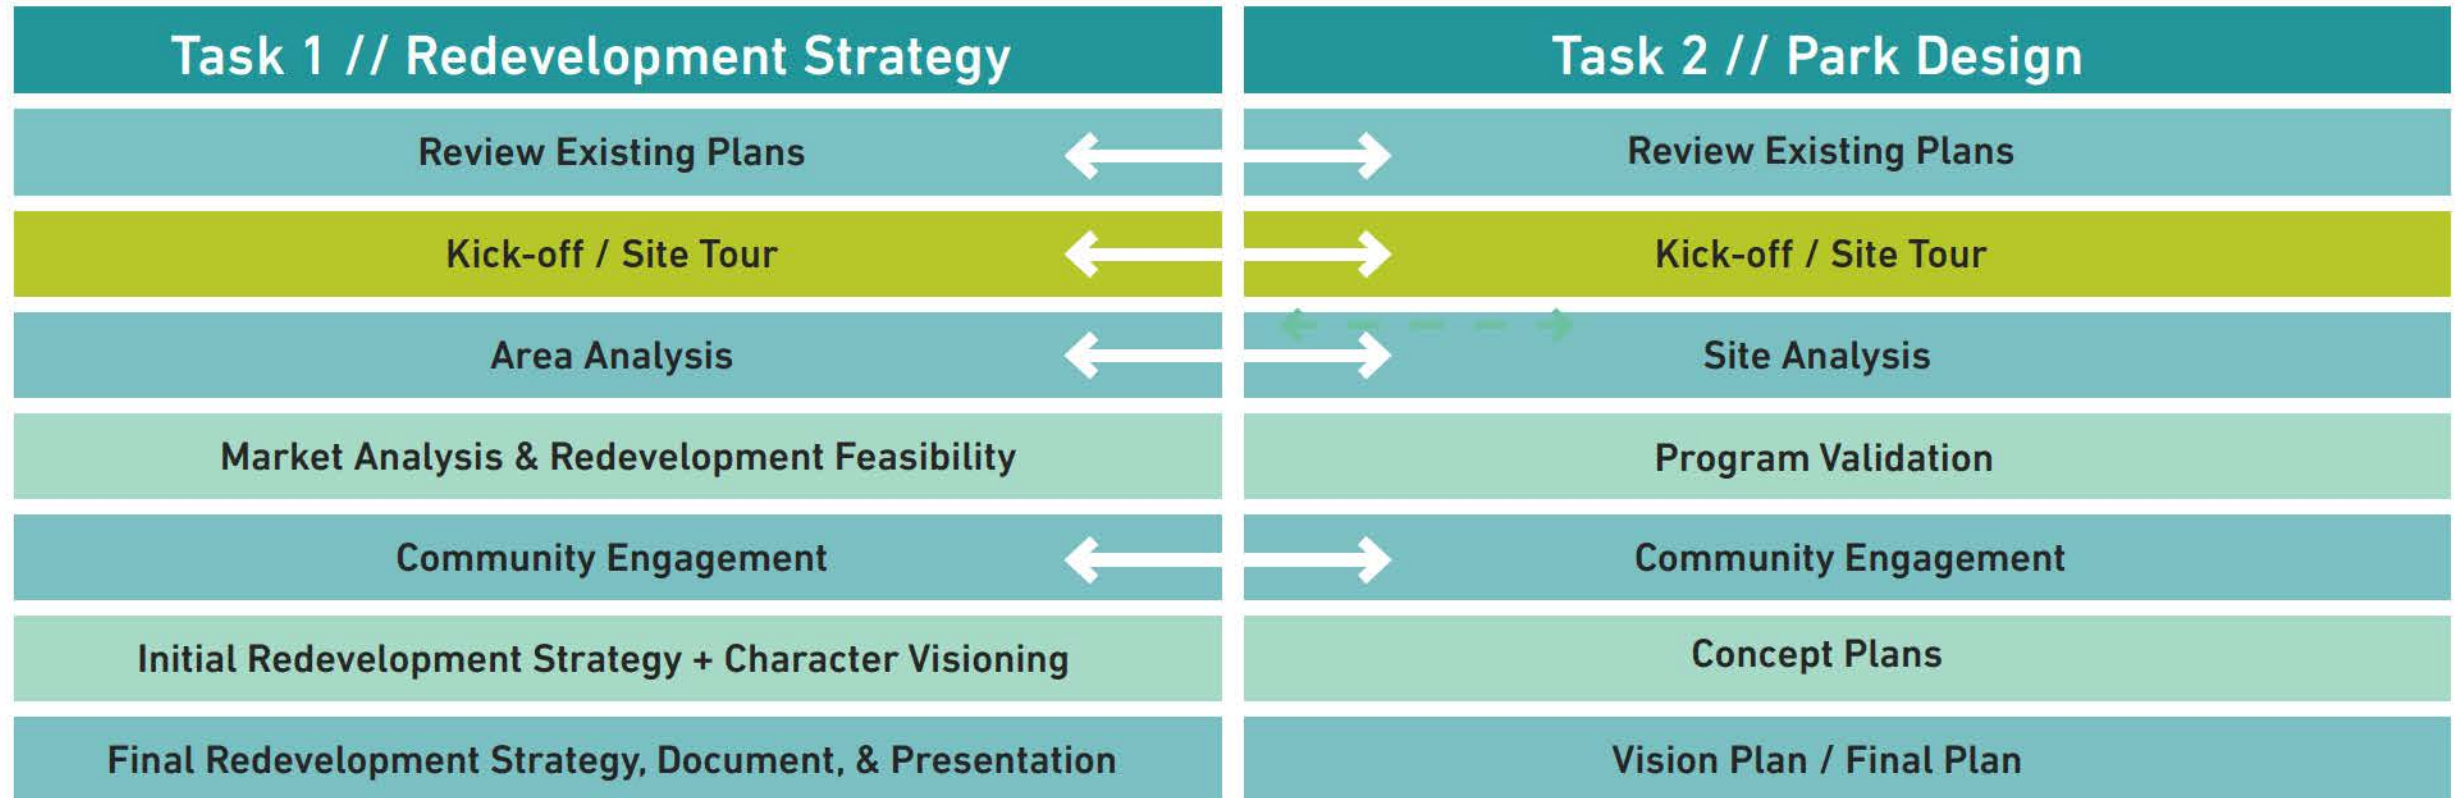 Task 1 // Redevelopment Strategy
Task 2 // Park Design
Review Existing Plans
Review Existing Plans
Kick-off / Site Tour
Kick-off / Site Tour
Area Analysis
Site Analysis
Market Analysis & Redevelopment Feasibility
Program Validation
Community Engagement
Community Engagement
Initial Redevelopment Strategy + Character Visioning
Concept Plans
Final Redevelopment Strategy, Document, & Presentation
Vision Plan / Final Plan